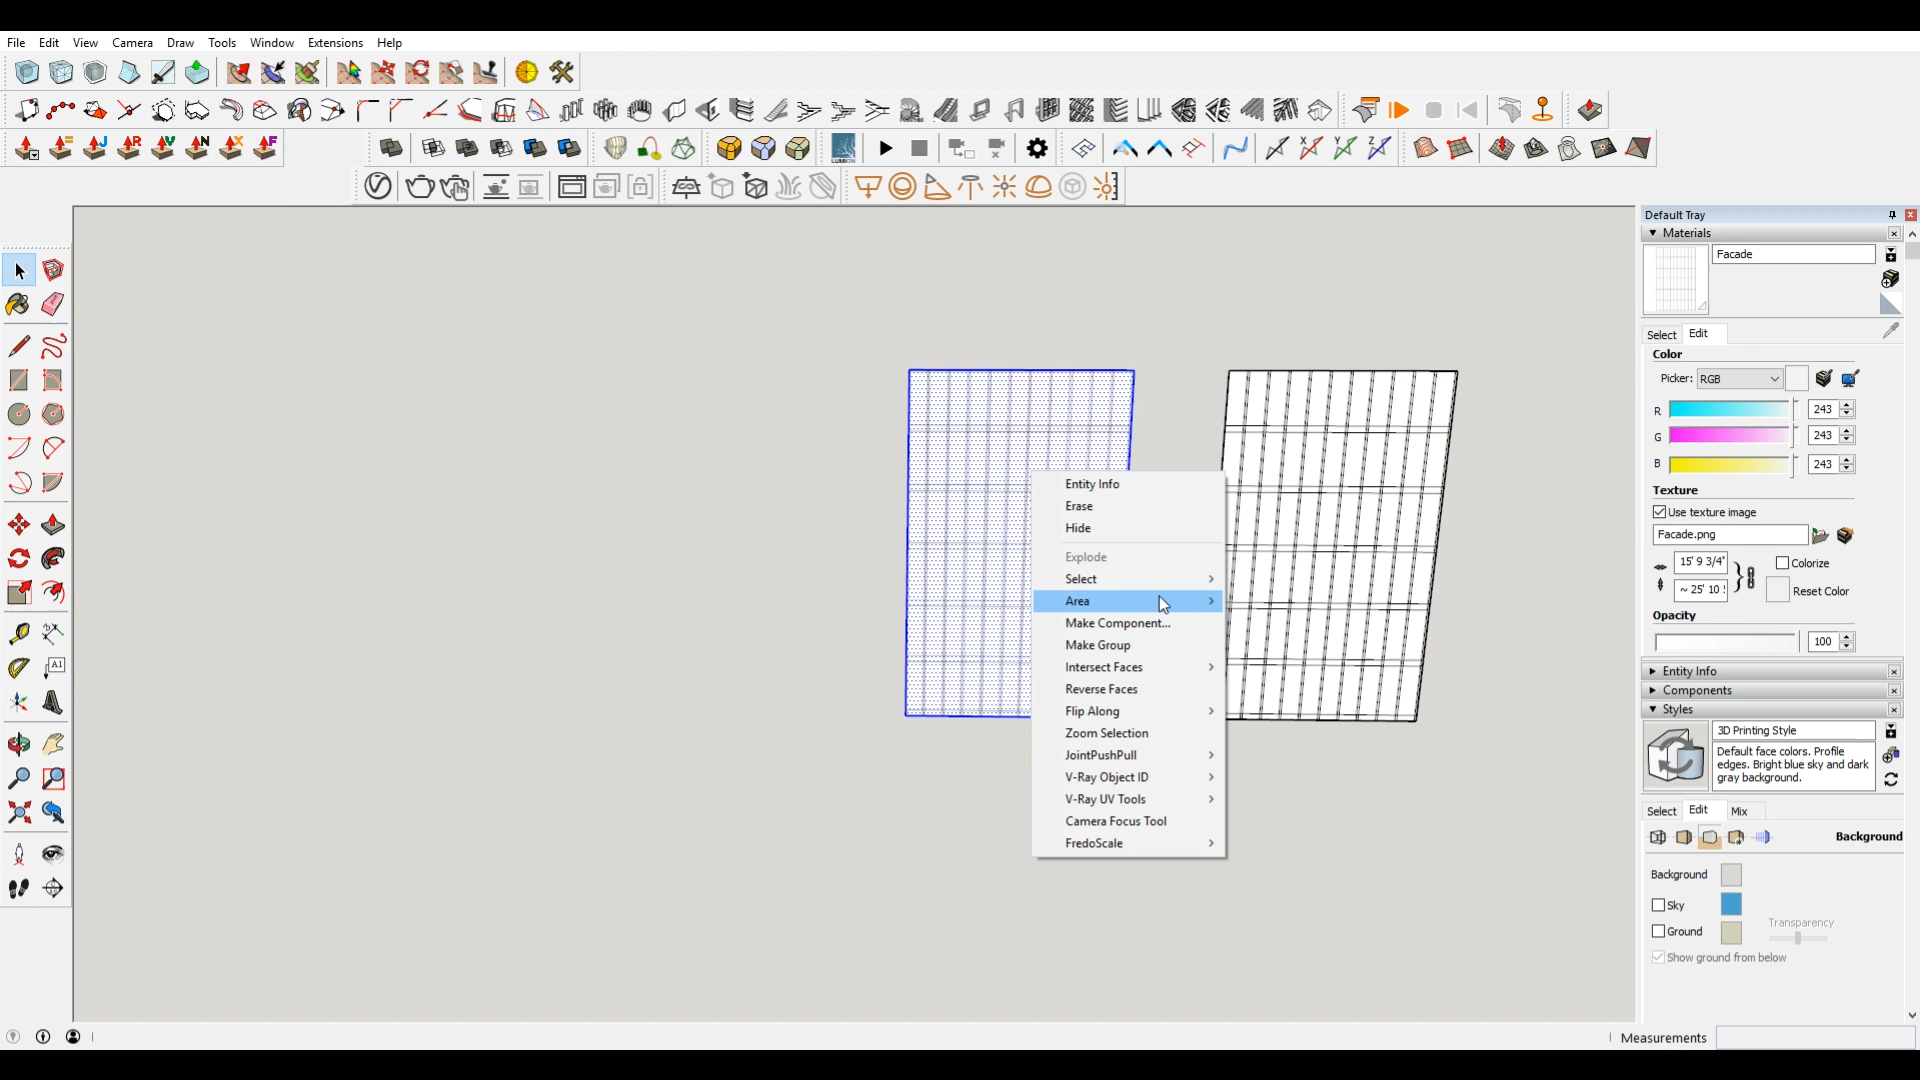 File Edit View Camera Draw Tools Window Extensions Help
Default Tray
Materials
Facade
Select Edit
Color
Picker: RGB
R 243
G 243
B 243
Texture
Use texture image
Facade.png
15' 9 3/4"
Colorize
~ 25' 10
Reset Color
Opacity
100
Entity Info
Components
Styles
3D Printing Style
Default face colors. Profile
edges. Bright blue sky and dark
gray background.
Select Edit Mix
Background
Background
Sky
Transparency
Ground
Show ground from below
Entity Info
Erase
Hide
Explode
Select
Area
Make Component...
Make Group
Intersect Faces
Reverse Faces
Flip Along
Zoom Selection
JointPushPull
V-Ray Object ID
V-Ray UV Tools
Camera Focus Tool
FredoScale
Measurements